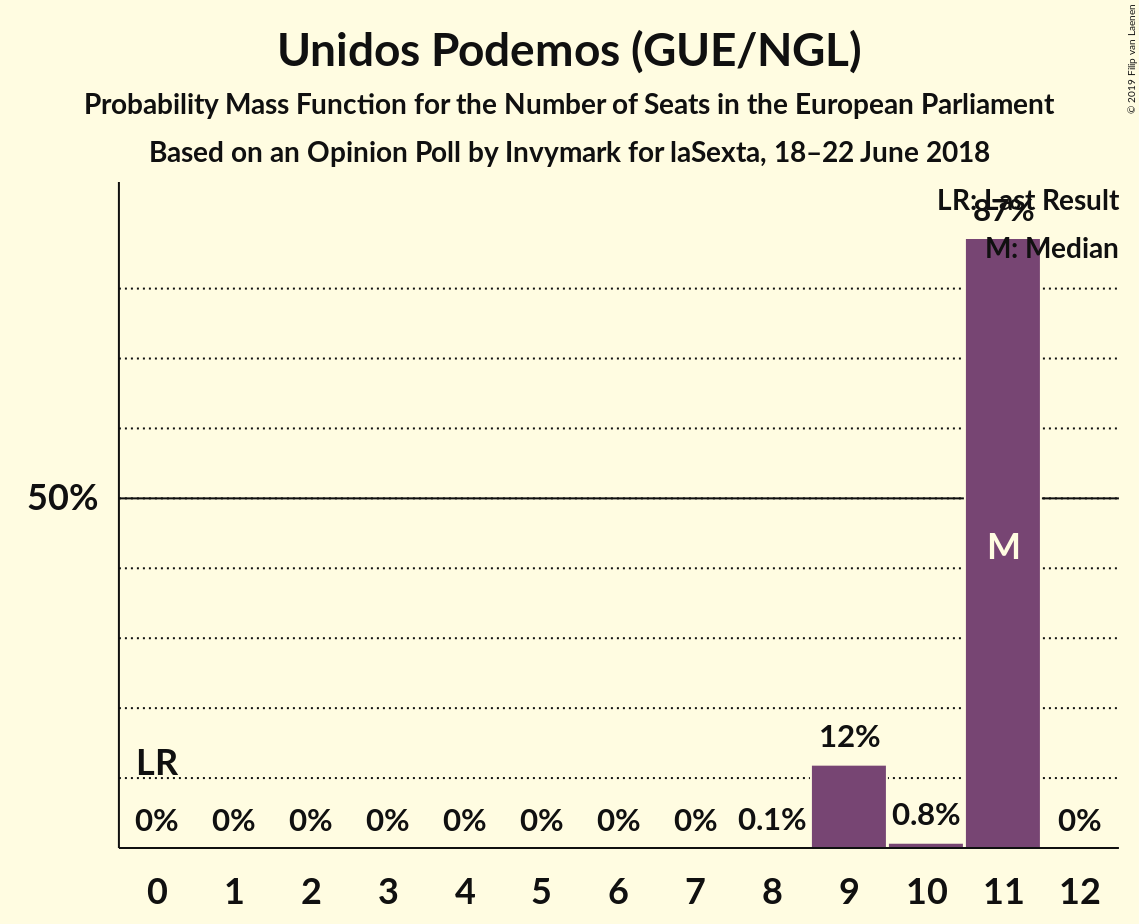 Unidos Podemos (GUE/NGL)
Probability Mass Function for the Number of Seats in the European Parliament
Based on an Opinion Poll by Invymark for laSexta, 18–22 June 2018
© 2019 Filip van Laenen
LR: Last Result
87%
M: Median
50%
M
12%
LR
0% 0% 0% 0% 0% 0% 0% 0% 0.1% 0.8% 0%
0 1 2 3 4 5 6 7 8 9 10 11 12